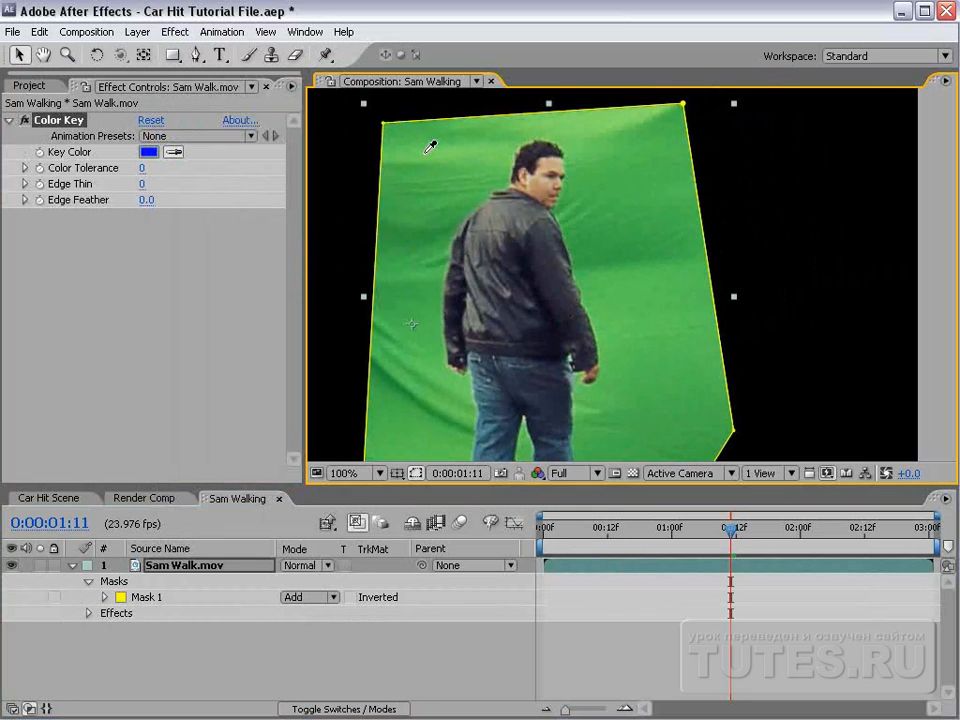 Adobe After Effects - Car Hit Tutorial File.aep *
File Edit Composition Layer Effect Animation View Window Help
Workspace: Standard
Project Effect Controls: Sam Walk.mov
Composition: Sam Walking
Sam Walking * Sam Walk.mov
Color Key Reset About...
Animation Presets: None
Key Color
Color Tolerance 0
Edge Thin 0
Edge Feather 0.0
100% 0:00:01:11 Full Active Camera 1 View +0.0
Car Hit Scene Render Comp Sam Walking
0:00:01:11 (23.976 fps)
:00f 00:12f 01:00f 0:12f 02:00f 02:12f 03:00f
# Source Name Mode T TrkMat Parent
1 Sam Walk.mov Normal None
Masks
Mask 1 Add Inverted
Effects
урок переведен и озвучен сайтом
TUTES.RU
Toggle Switches / Modes